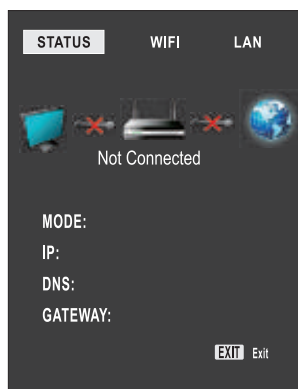 STATUS WIFI LAN
Not Connected
MODE:
IP:
DNS:
GATEWAY:
EXIT Exit